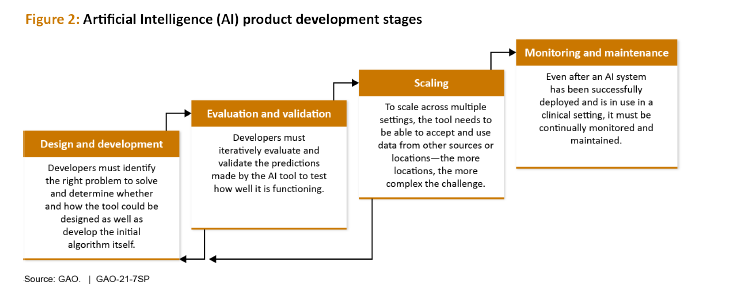 Figure 2: Artificial Intelligence (AI) product development stages
Monitoring and maintenance
Even after an AI system
has been successfully
deployed and is in use in a
clinical setting, it must be
continually monitored and
maintained.
Scaling
To scale across multiple
settings, the tool needs to
be able to accept and use
data from other sources or
locations—the more
locations, the more
complex the challenge.
Evaluation and validation
Developers must
iteratively evaluate and
validate the predictions
made by the AI tool to test
how well it is functioning.
Design and development
Developers must identify
the right problem to solve
and determine whether
and how the tool could be
designed as well as
develop the initial
algorithm itself.
Source: GAO. | GAO-21-7SP